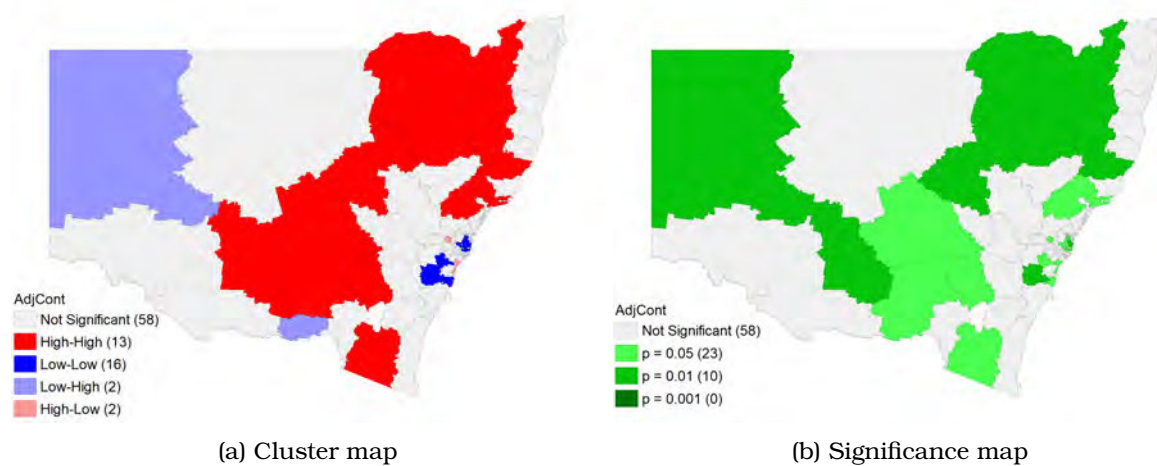 AdjCont
Not Significant (58)
High-High (13)
Low-Low (16)
Low-High (2)
High-Low (2)
(a) Cluster map
AdjCont
Not Significant (58)
p = 0.05 (23)
p = 0.01 (10)
p = 0.001 (0)
(b) Significance map